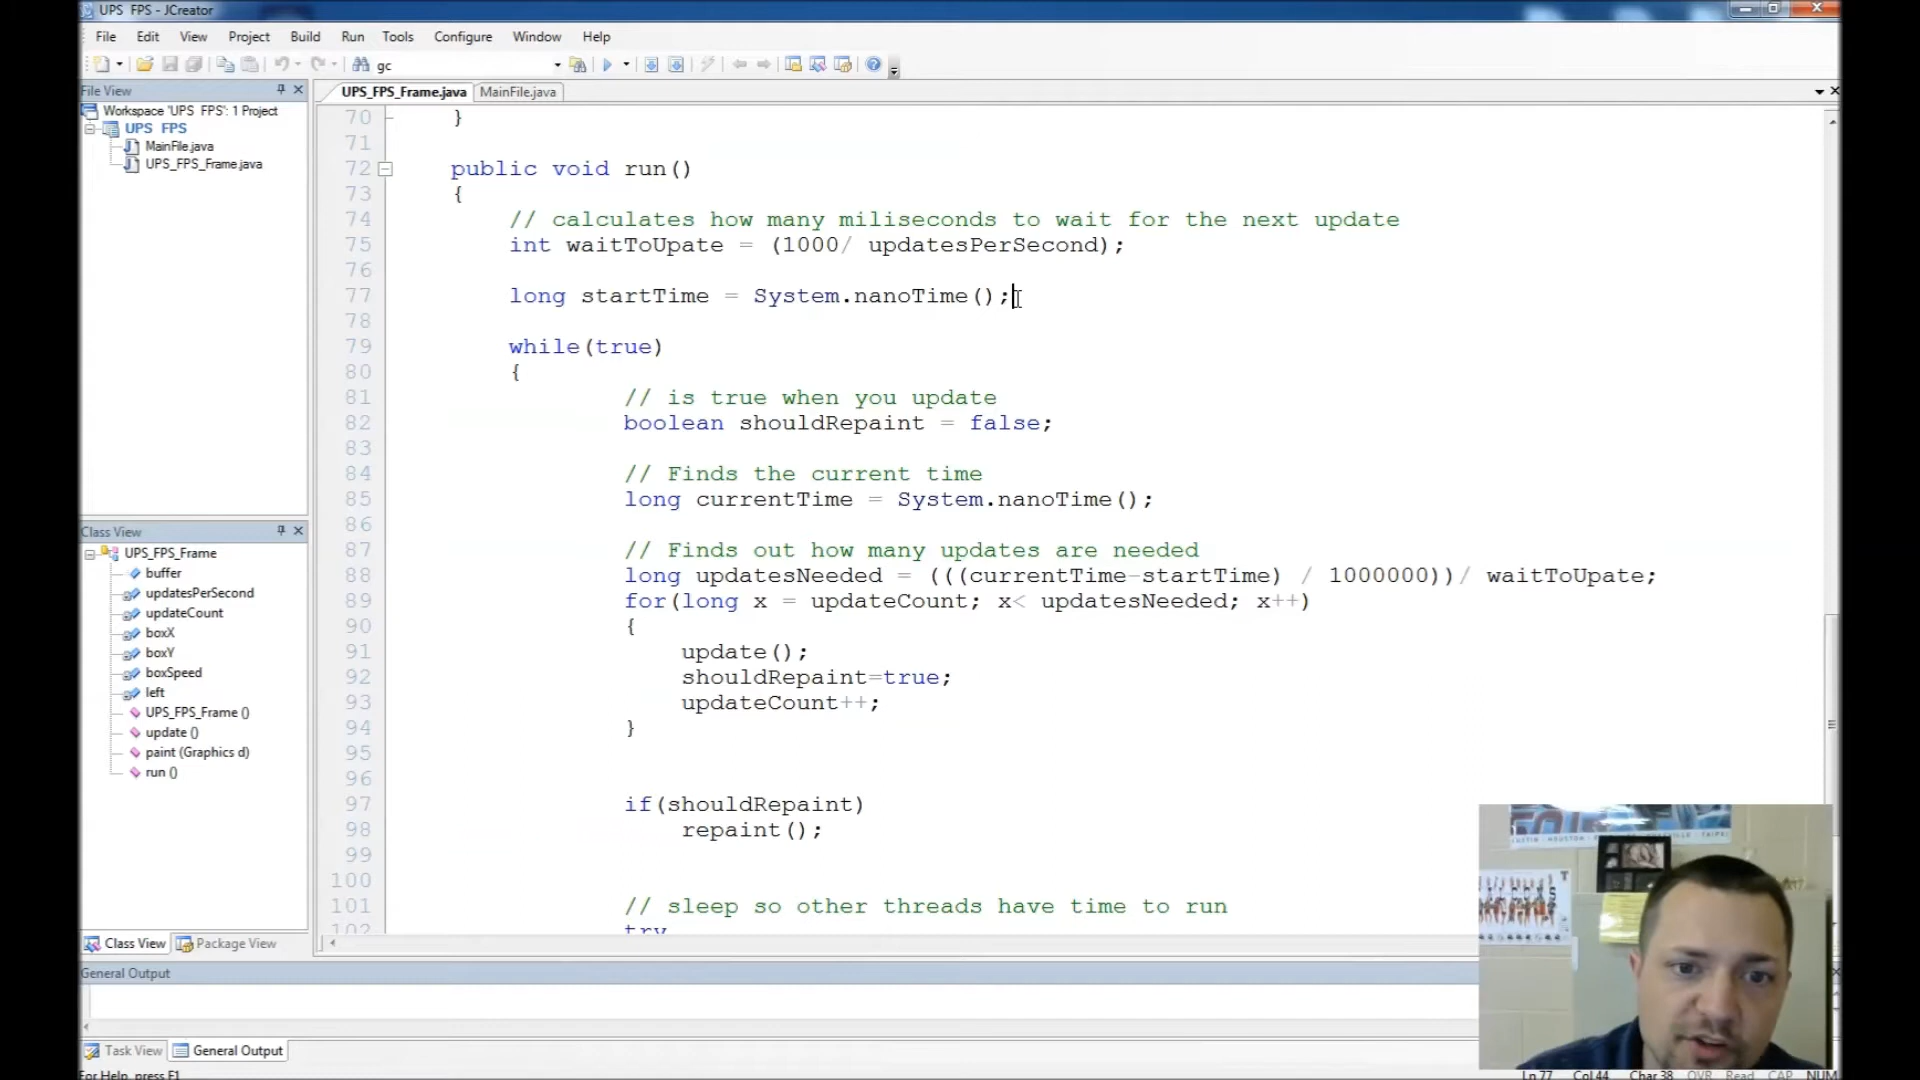 UPS FPS - JCreator
File Edit View Project Build Run Tools Configure Window Help
gc
File View
Workspace 'UPS FPS': 1 Project
UPS FPS
MainFile.java
UPS_FPS_Frame.java
Class View
UPS_FPS_Frame
buffer
updatesPerSecond
updateCount
boxX
boxY
boxSpeed
left
UPS_FPS_Frame ()
update ()
paint (Graphics d)
run ()
Class View Package View
UPS_FPS_Frame.java MainFile.java
70 }
71
72 public void run()
73 {
74 // calculates how many miliseconds to wait for the next update
75 int waitToUpate = (1000/ updatesPerSecond);
76
77 long startTime = System.nanoTime();
78
79 while(true)
80 {
81 // is true when you update
82 boolean shouldRepaint = false;
83
84 // Finds the current time
85 long currentTime = System.nanoTime();
86
87 // Finds out how many updates are needed
88 long updatesNeeded = (((currentTime-startTime) / 1000000))/ waitToUpate;
89 for(long x = updateCount; x< updatesNeeded; x++)
90 {
91 update();
92 shouldRepaint=true;
93 updateCount++;
94 }
95
96
97 if(shouldRepaint)
98 repaint();
99
100
101 // sleep so other threads have time to run
102 try
General Output
Task View General Output
For Help, press F1
Ln 77 Col 44 Char 38 OVR Read CAP NUM